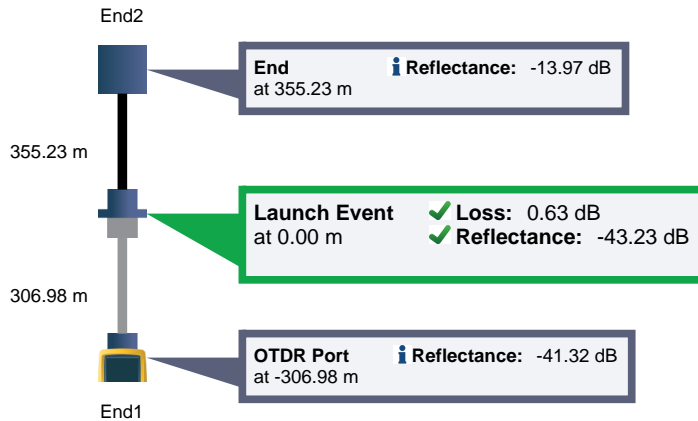 End2
End Reflectance: -13.97 dB
at 355.23 m
355.23 m
Launch Event Loss: 0.63 dB
at 0.00 m Reflectance: -43.23 dB
306.98 m
OTDR Port Reflectance: -41.32 dB
at -306.98 m
End1